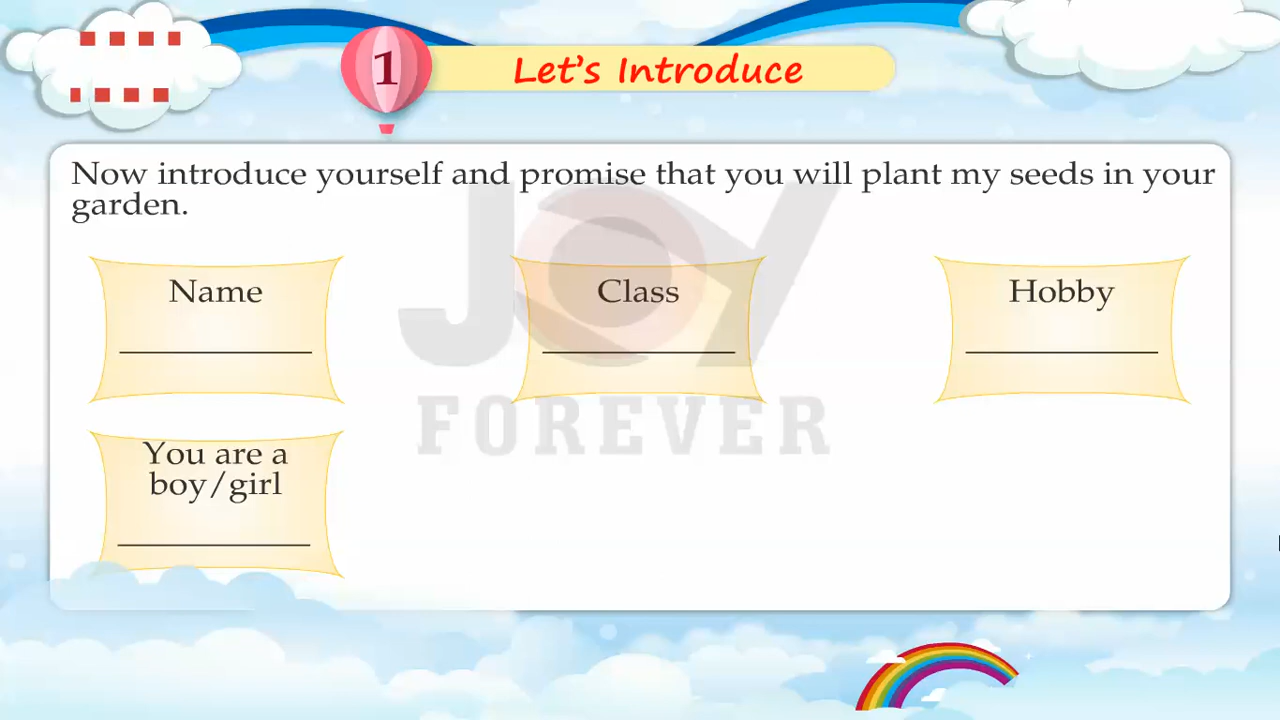 1
Let's Introduce
Now introduce yourself and promise that you will plant my seeds in your
garden.
Name
Class
Hobby
JOY
FOREVER
You are a
boy/girl